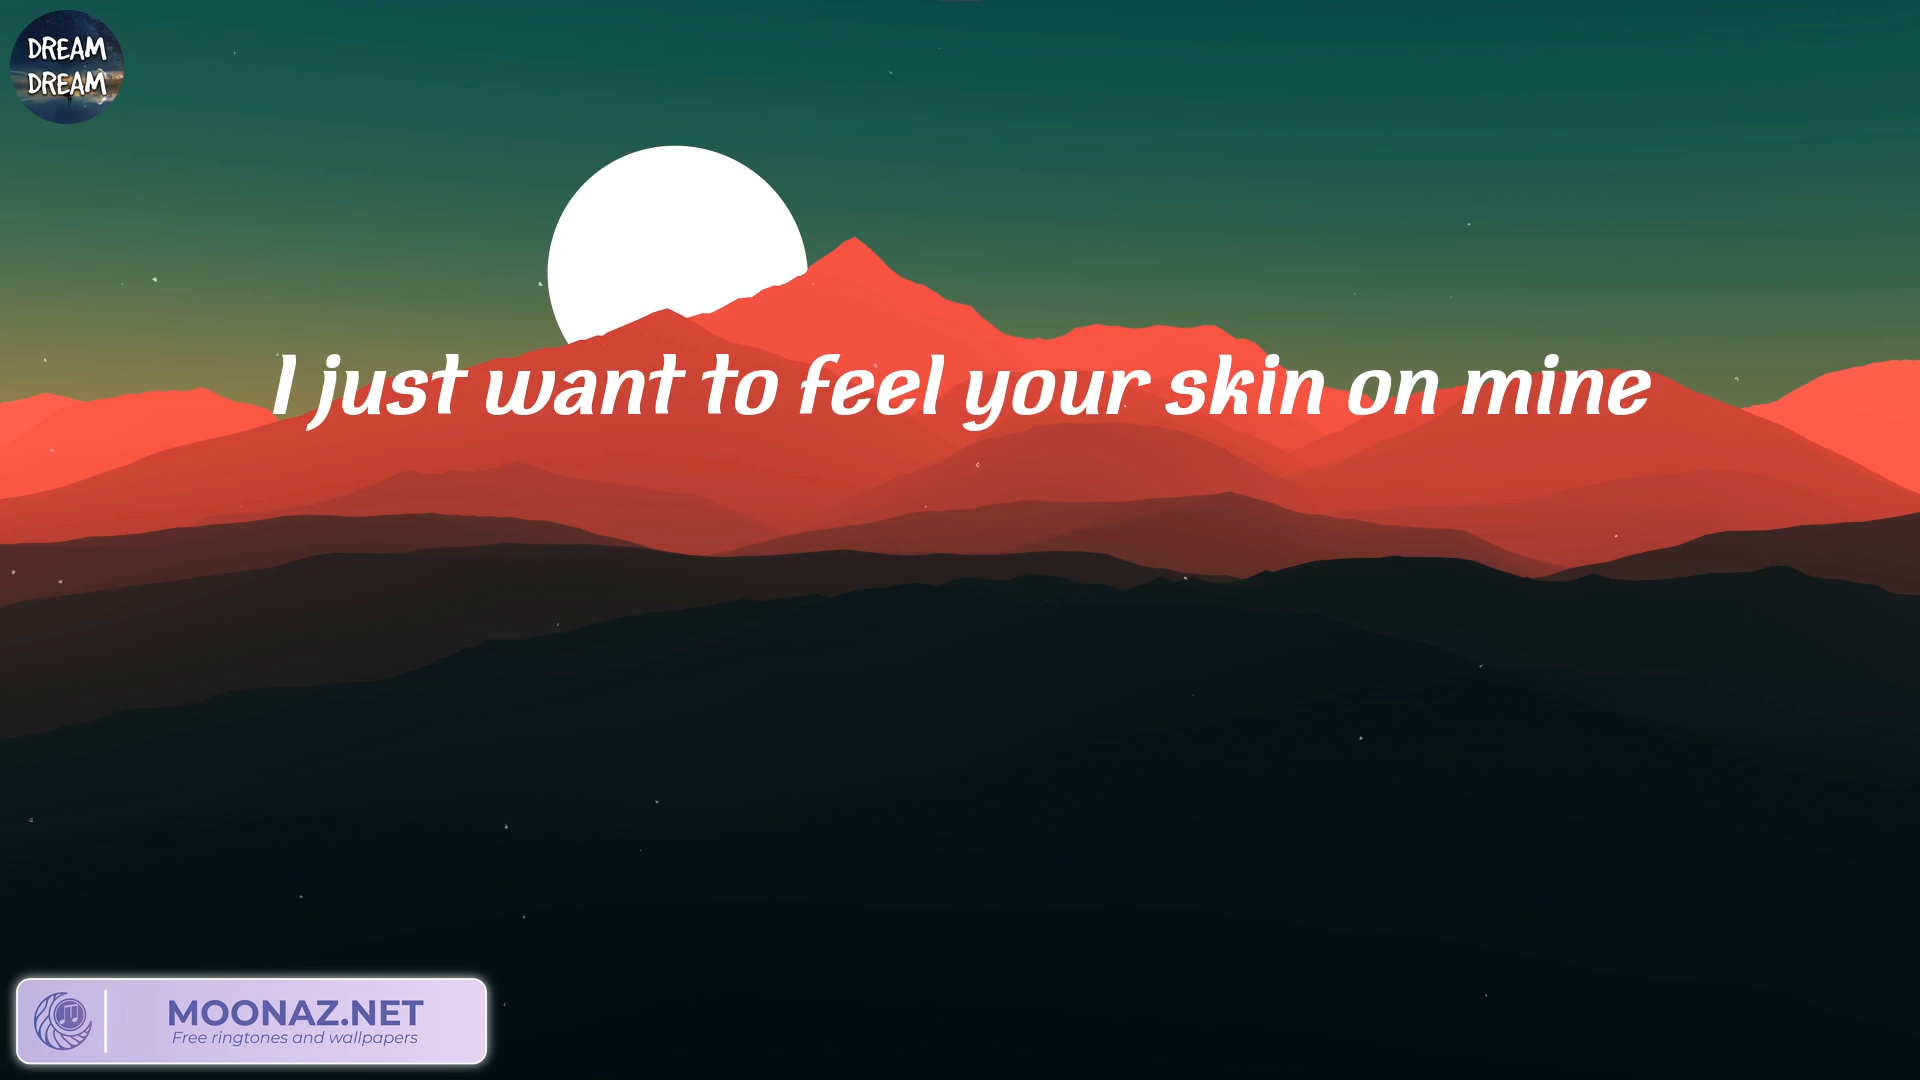 DREAM
DREAM
I just want to feel your skin on mine
MOONAZ.NET
Free ringtones and wallpapers